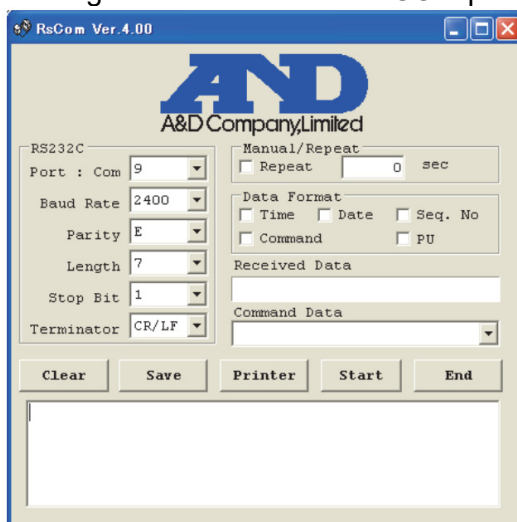 RsCom Ver.4.00
AND
A&D Company,Limited
RS232C
Port : Com 9
Baud Rate 2400
Parity E
Length 7
Stop Bit 1
Terminator CR/LF
Manual/Repeat
Repeat 0 sec
Data Format
Time Date Seq. No
Command PU
Received Data
Command Data
Clear Save Printer Start End